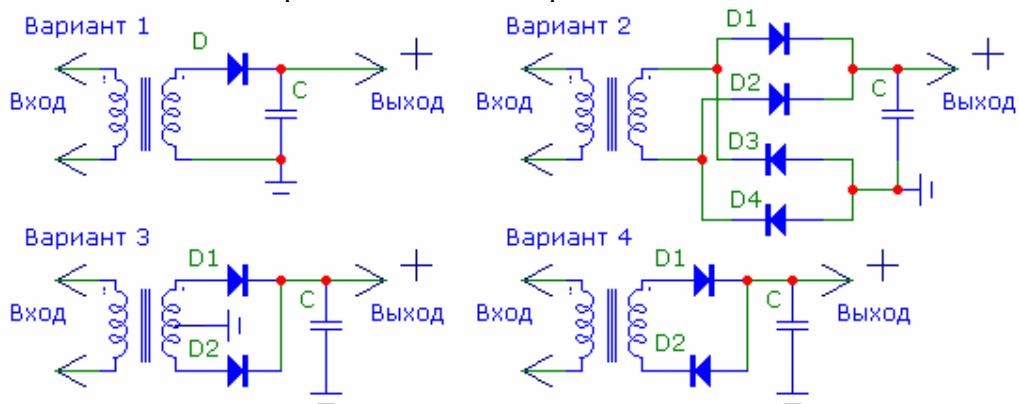 Вариант 1
D
+
Вход
C
Выход
Вариант 2
D1
+
Вход
D2
C
Выход
D3
D4
Вариант 3
D1
+
Вход
C
Выход
D2
Вариант 4
D1
+
Вход
C
Выход
D2